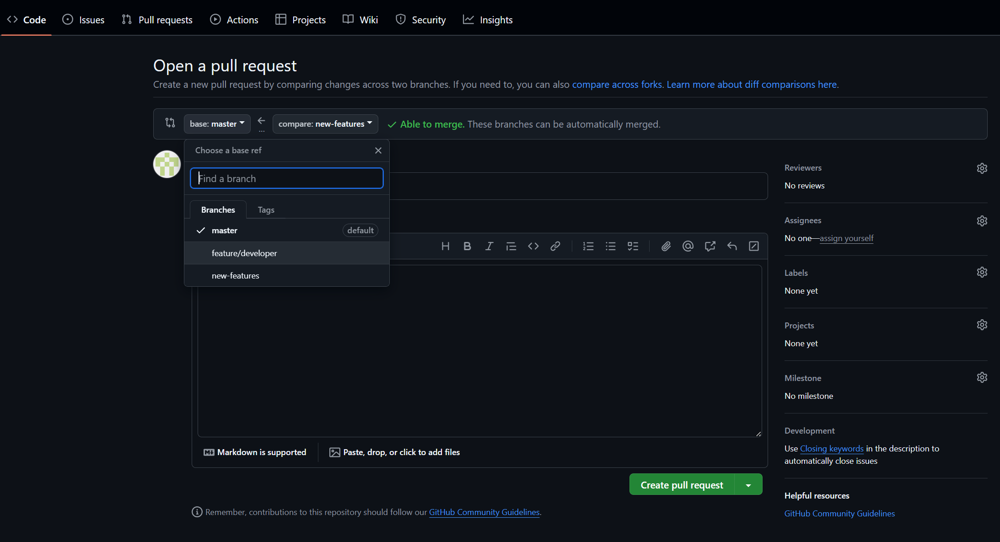 Code Issues Pull requests Actions Projects Wiki Security Insights
Open a pull request
Create a new pull request by comparing changes across two branches. If you need to, you can also compare across forks. Learn more about diff comparisons here.
base: master ... compare: new-features Able to merge. These branches can be automatically merged.
Choose a base ref
Find a branch
Branches Tags
master default
feature/developer
new-features
Markdown is supported Paste, drop, or click to add files
Create pull request
Remember, contributions to this repository should follow our GitHub Community Guidelines.
Reviewers
No reviews
Assignees
No one—assign yourself
Labels
None yet
Projects
None yet
Milestone
No milestone
Development
Use Closing keywords in the description to
automatically close issues
Helpful resources
GitHub Community Guidelines